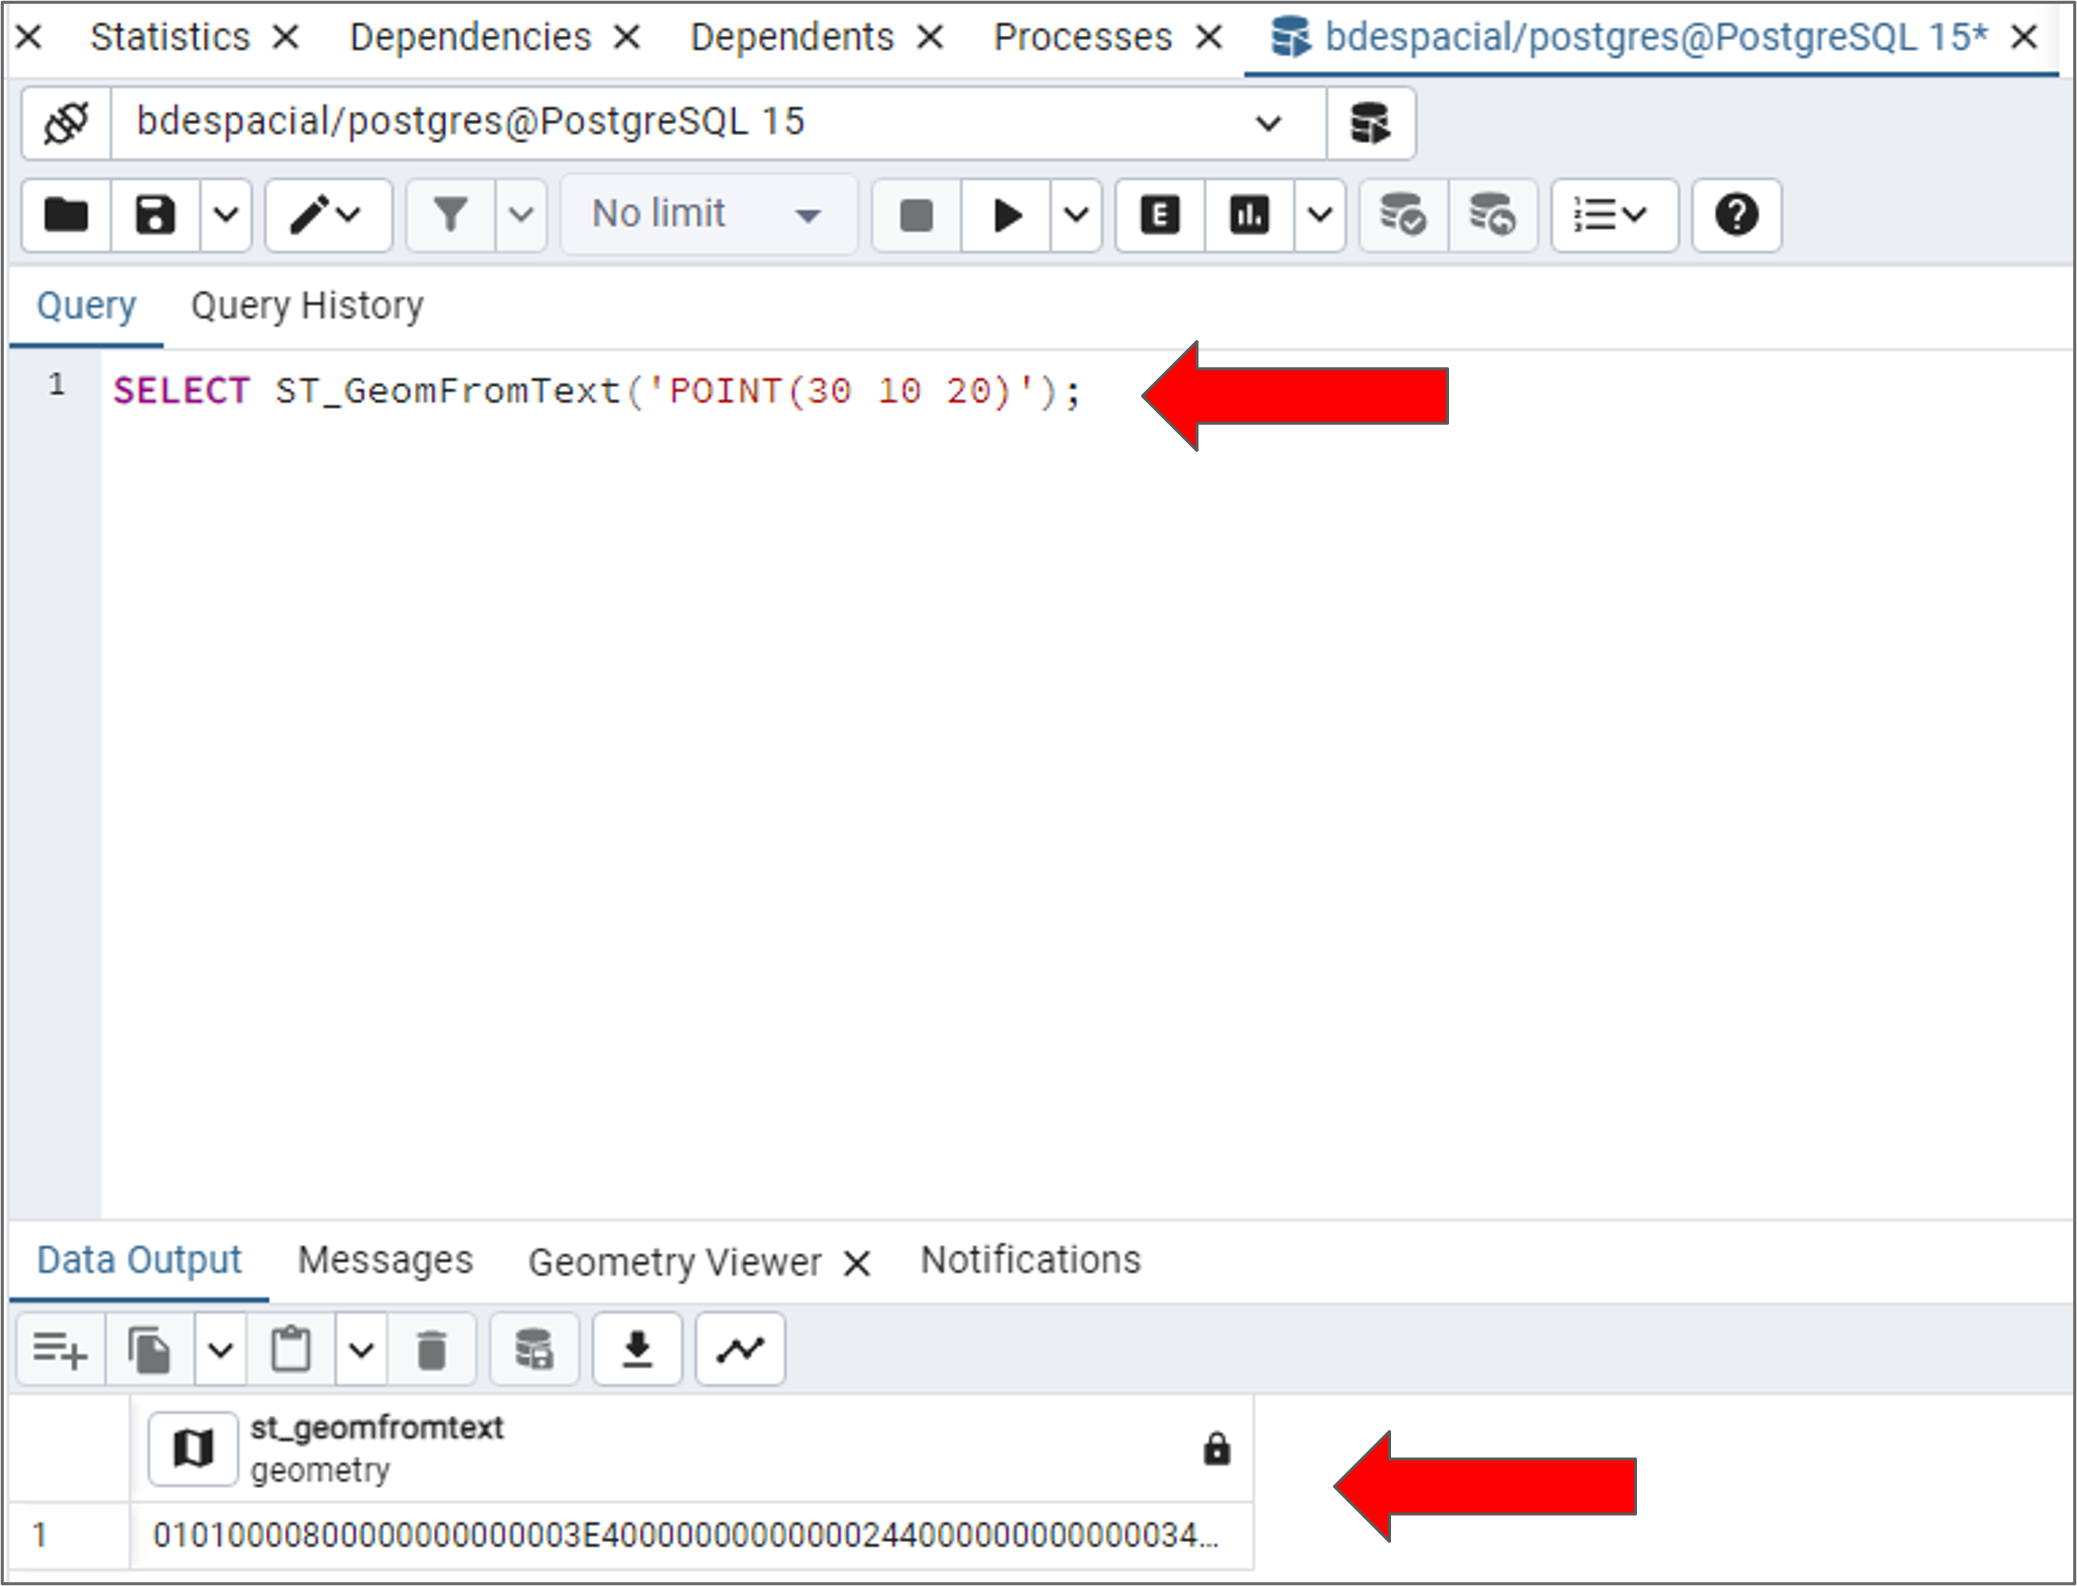 Statistics Dependencies Dependents Processes bdespacial/postgres@PostgreSQL 15*
bdespacial/postgres@PostgreSQL 15
No limit
Query Query History
1 SELECT ST_GeomFromText('POINT(30 10 20)');
Data Output Messages Geometry Viewer Notifications
st_geomfromtext
geometry
1 01010000800000000000003E40000000000000244000000000000034...